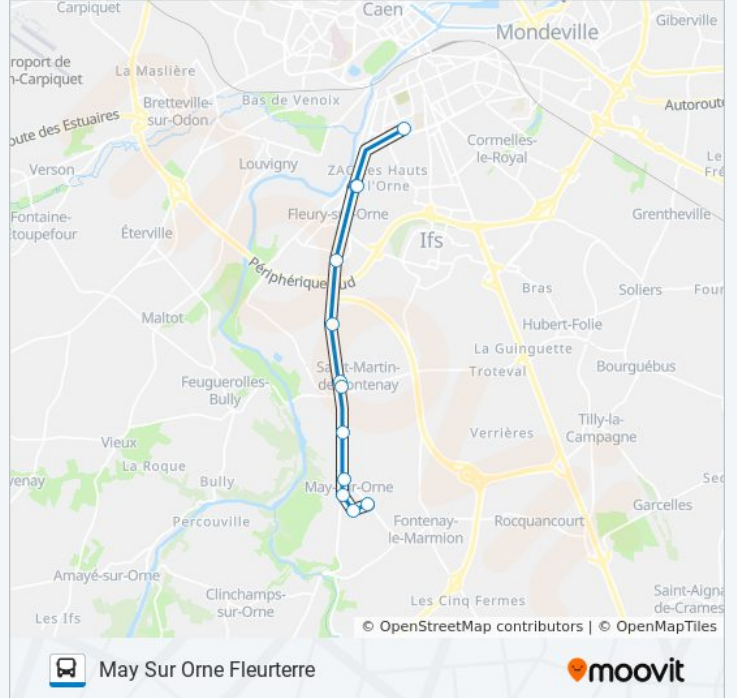 Carpiquet
Caen
Giberville
Mondeville
roport de
n-Carpiquet
La Maslière
Bretteville-
sur-Odon
Bas de Venoix
Autoroute
oute des Estuaires
Cormelles-
le-Royal
Verson
Louvigny
ZAC des Hauts
l'Orne
Le
Fré
Fontaine-
toupefour
Éterville
Fleury-sur-Orne
Ifs
Grentheville
Périphérique Sud
Bras
Soliers
Four
Maltot
Hubert-Folie
La Guinguette
Troteval
Bourguébus
Saint-Martin-
de-Fontenay
Feuguerolles-
Bully
Tilly-la-
Campagne
Vieux
La Roque
Verrières
venay
Bully
May-sur-Orne
Sec
Percouville
Fontenay-
le-Marmion
Rocquancourt
Garcelles
Amayé-sur-Orne
Clinchamps-
sur-Orne
Les Cinq Fermes
Saint-Aigna
de-Crames
Les Ifs
© OpenStreetMap contributors | © OpenMapTiles
May Sur Orne Fleurterre
moovit